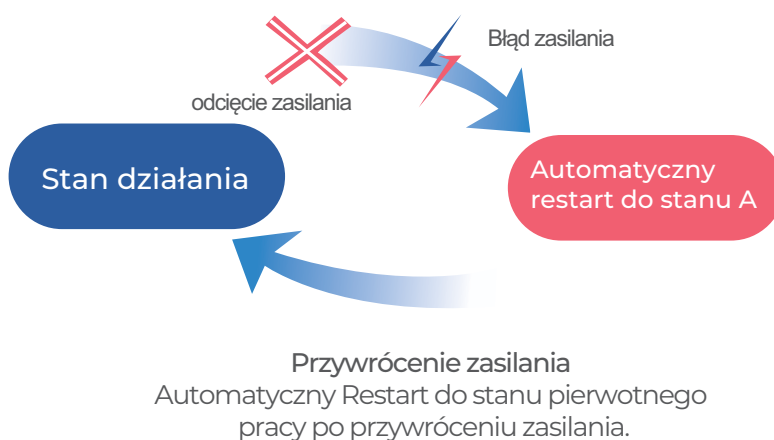 Błąd zasilania
odcięcie zasilania
Stan działania
Automatyczny
restart do stanu A
Przywrócenie zasilania
Automatyczny Restart do stanu pierwotnego
pracy po przywróceniu zasilania.